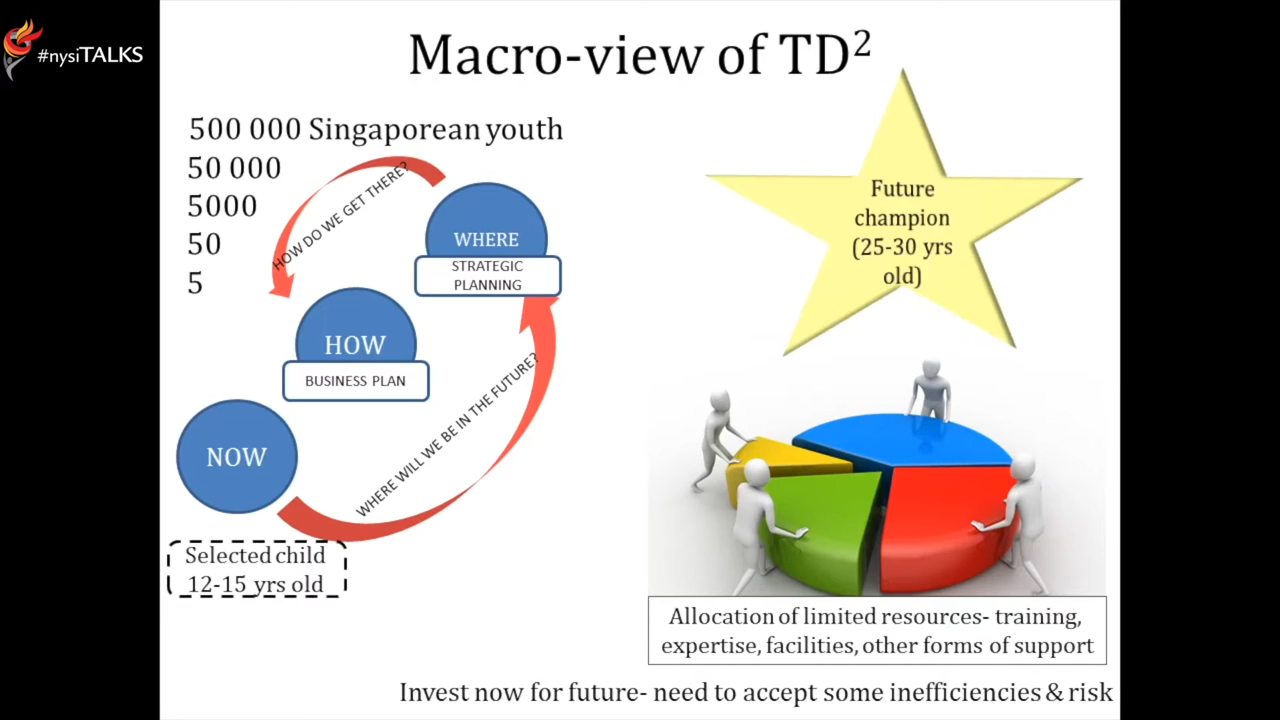 #nysiTALKS
Macro-view of TD²
500 000 Singaporean youth
50 000
5000
50
5
HOW DO WE GET THERE?
WHERE
STRATEGIC
PLANNING
HOW
BUSINESS PLAN
WHERE WILL WE BE IN THE FUTURE?
NOW
Selected child
12-15 yrs old
Future
champion
(25-30 yrs
old)
Allocation of limited resources- training,
expertise, facilities, other forms of support
Invest now for future- need to accept some inefficiencies & risk